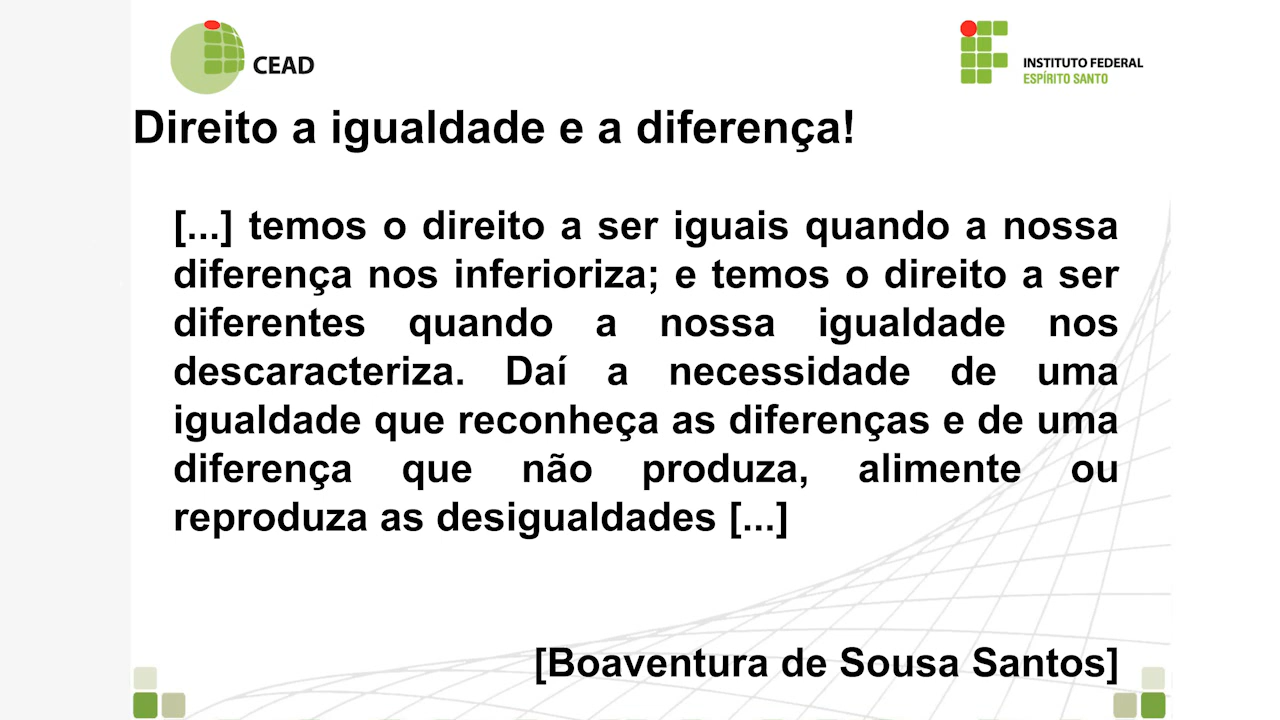 CEAD
INSTITUTO FEDERAL
ESPÍRITO SANTO
Direito a igualdade e a diferença!
[...] temos o direito a ser iguais quando a nossa
diferença nos inferioriza; e temos o direito a ser
diferentes quando a nossa igualdade nos
descaracteriza. Daí a necessidade de uma
igualdade que reconheça as diferenças e de uma
diferença que não produza, alimente ou
reproduza as desigualdades [...]
[Boaventura de Sousa Santos]